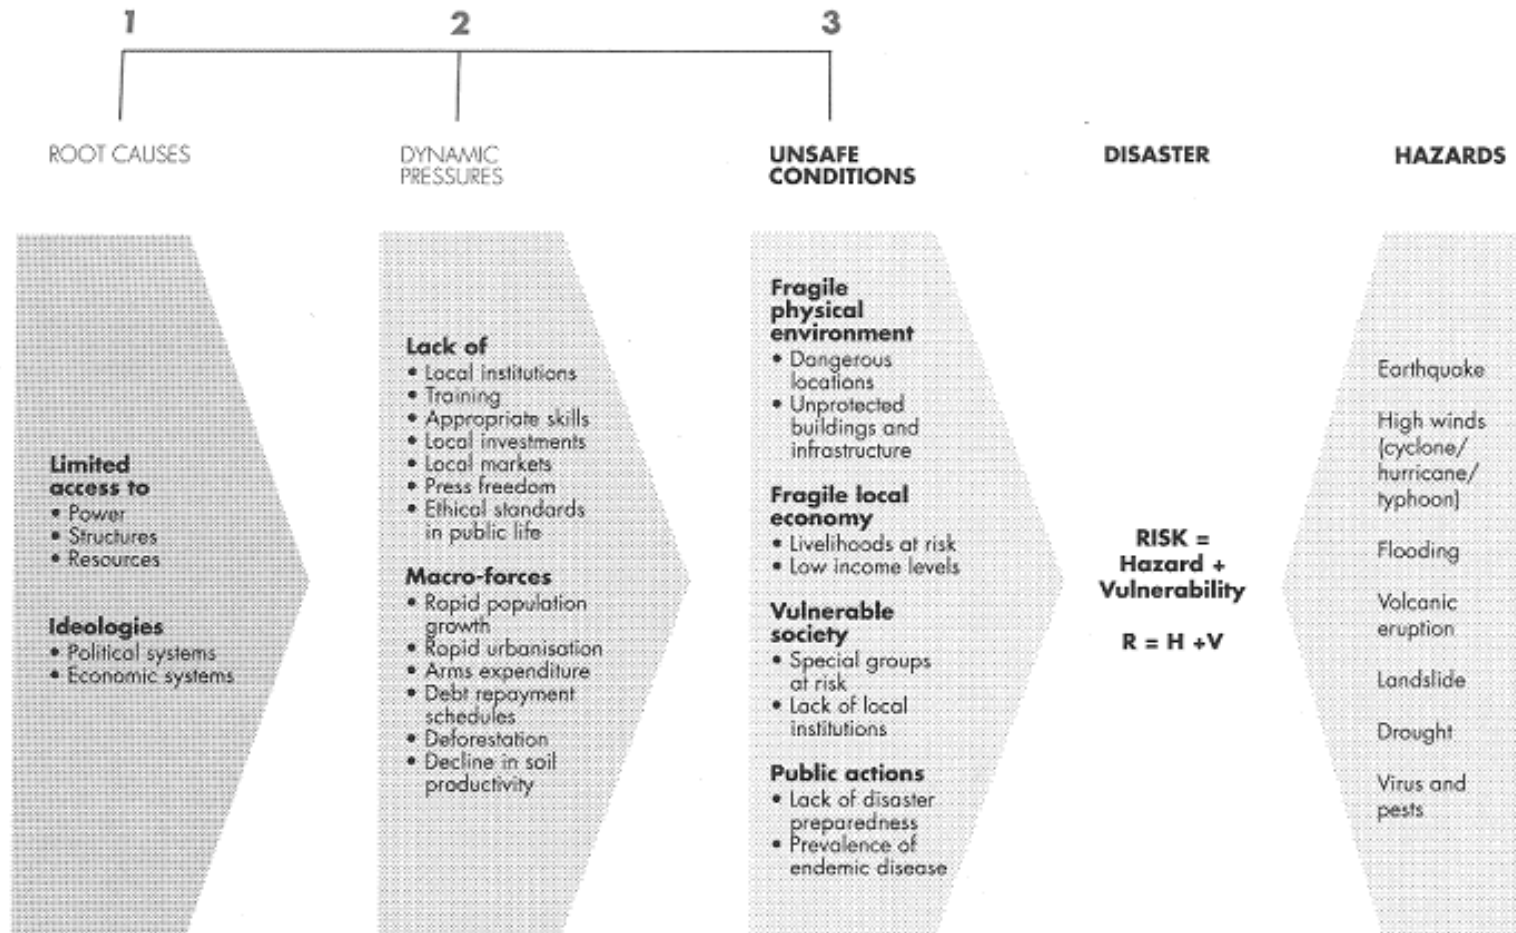 1
2
3
ROOT CAUSES
DYNAMIC
PRESSURES
UNSAFE
CONDITIONS
DISASTER
HAZARDS
Limited
access to
• Power
• Structures
• Resources
Ideologies
• Political systems
• Economic systems
Lack of
• Local institutions
• Training
• Appropriate skills
• Local investments
• Local markets
• Press freedom
• Ethical standards
in public life
Macro-forces
• Rapid population
growth
• Rapid urbanisation
• Arms expenditure
• Debt repayment
schedules
• Deforestation
• Decline in soil
productivity
Fragile
physical
environment
• Dangerous
locations
• Unprotected
buildings and
infrastructure
Fragile local
economy
• Livelihoods at risk
• Low income levels
Vulnerable
society
• Special groups
at risk
• Lack of local
institutions
Public actions
• Lack of disaster
preparedness
• Prevalence of
endemic disease
RISK =
Hazard +
Vulnerability
R = H +V
Earthquake
High winds
(cyclone/
hurricane/
typhoon)
Flooding
Volcanic
eruption
Landslide
Drought
Virus and
pests